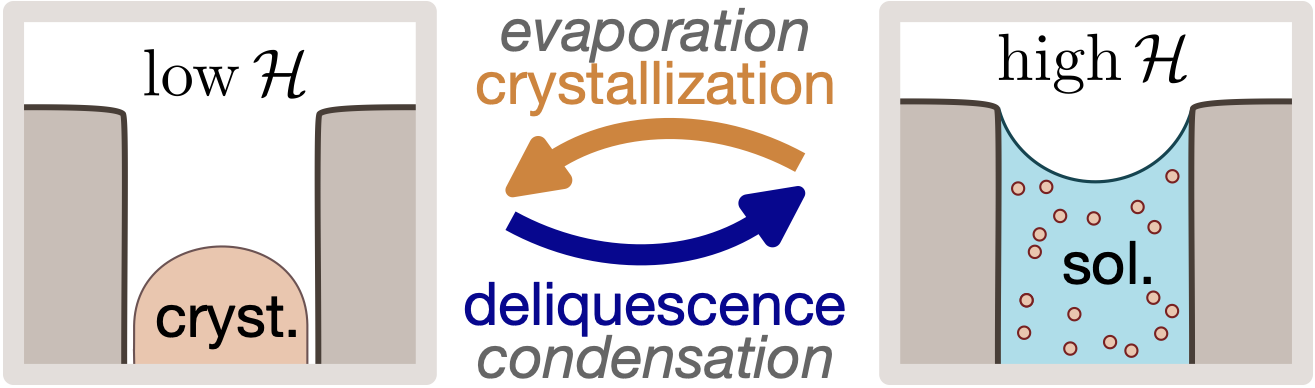 low ℋ
cryst.
evaporation
crystallization
deliquescence
condensation
high ℋ
sol.